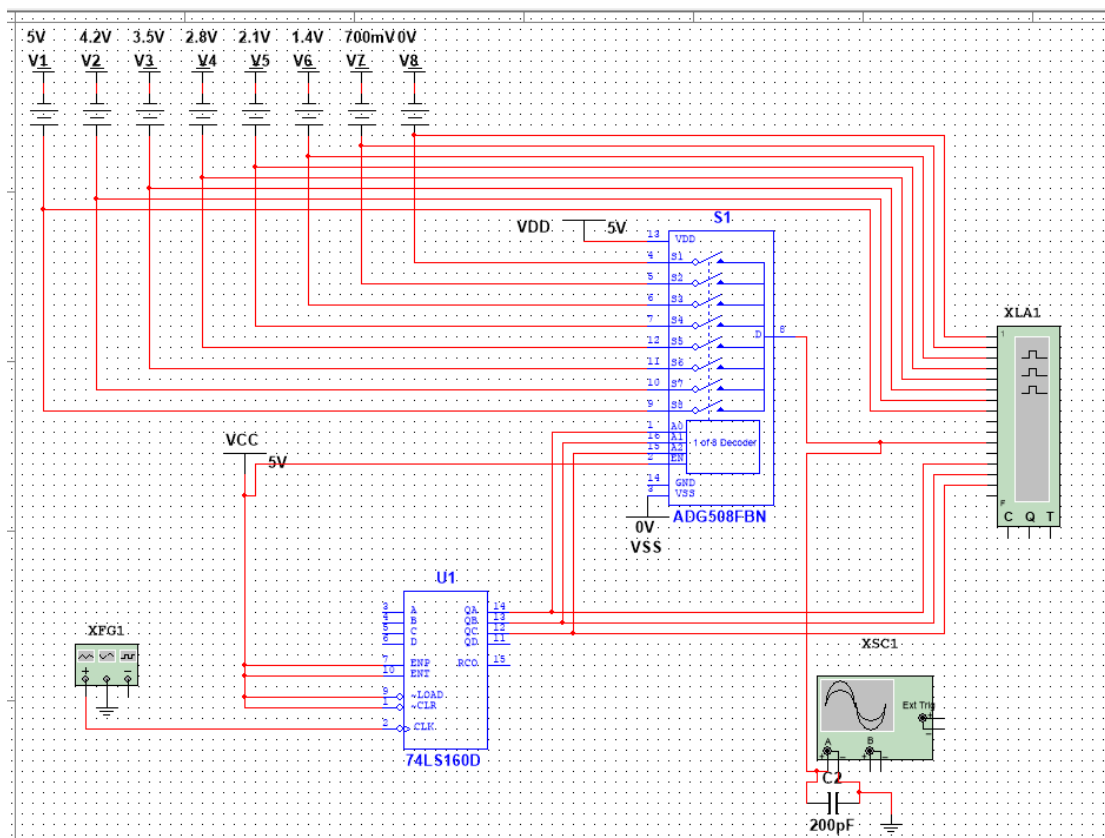 5V 4.2V 3.5V 2.8V 2.1V 1.4V 700mV 0V
V1 V2 V3 V4 V5 V6 V7 V8
S1
VDD 5V
13 VDD
4 S1
5 S2
6 S3
7 S4
D 8
12 S5
11 S6
10 S7
9 S8
XLA1
1
1 A0
16 A1
15 A2
2 EN
1-of-8 Decoder
14 GND
3 VSS
ADG508FBN
F
C Q T
VCC
5V
0V
VSS
U1
3 A QA 14
4 B QB 13
5 C QC 12
6 D QD 11
7 ENP RCO 15
10 ENT
9 ~LOAD
1 ~CLR
2 CLK
74LS160D
XFG1
+ −
XSC1
Ext Trig
+
−
A B
+ − + −
C2
200pF